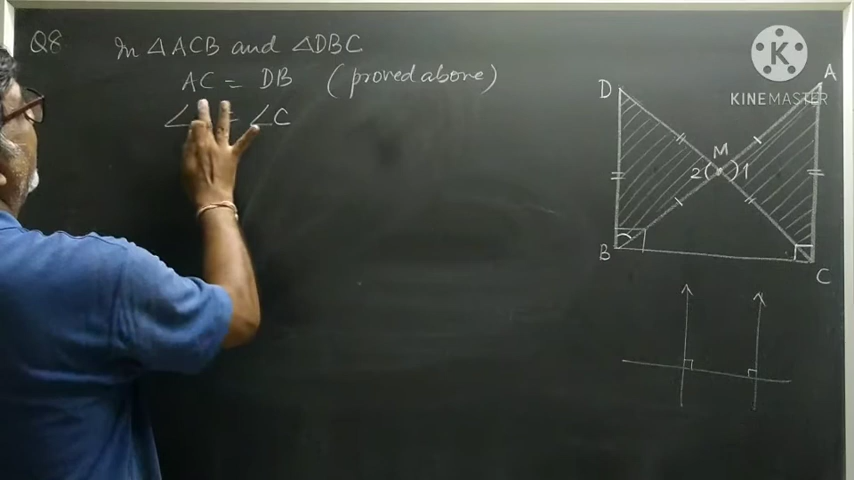 Q8 In △ACB and △DBC
AC = DB (proved above)
∠ = ∠C
D
A
M
2
1
B
C
K
KINEMASTER